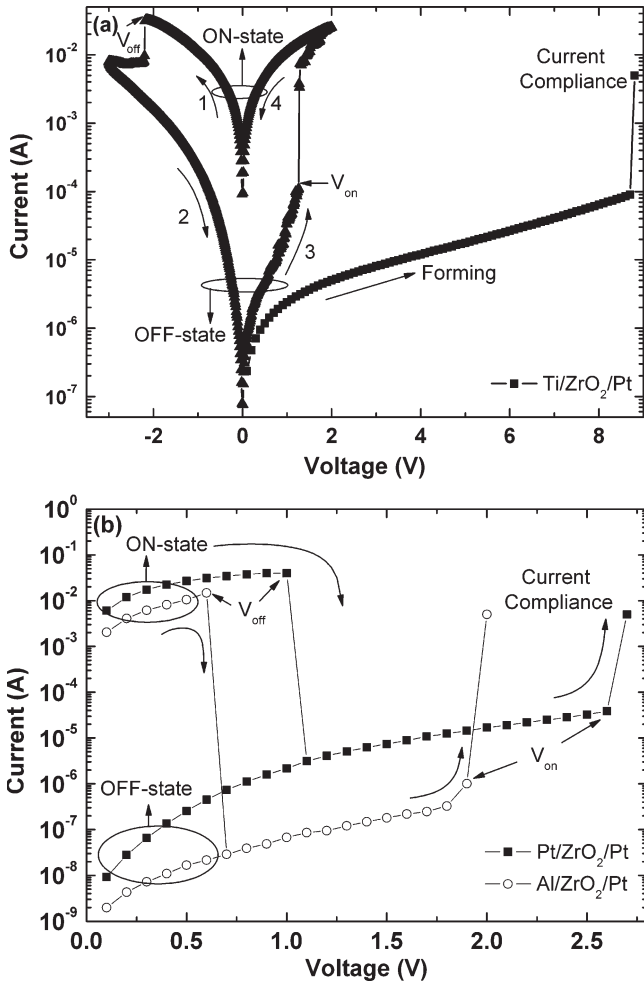 (a)
V_off
ON-state
Current
Compliance
1
4
2
3
V_on
Forming
OFF-state
Ti/ZrO₂/Pt
10⁻²
10⁻³
10⁻⁴
10⁻⁵
10⁻⁶
10⁻⁷
Current (A)
-2 0 2 4 6 8
Voltage (V)
(b)
ON-state
Current
Compliance
V_off
V_on
OFF-state
Pt/ZrO₂/Pt
Al/ZrO₂/Pt
10⁰
10⁻¹
10⁻²
10⁻³
10⁻⁴
10⁻⁵
10⁻⁶
10⁻⁷
10⁻⁸
10⁻⁹
Current (A)
0.0 0.5 1.0 1.5 2.0 2.5
Voltage (V)